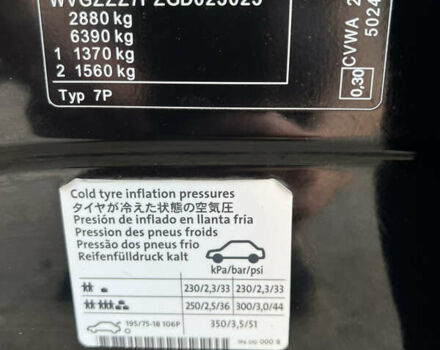 2880 kg
6390 kg
1 1370 kg
2 1560 kg
Typ 7P
CVWA 2
5024
0,30
Cold tyre inflation pressures
タイヤが冷えた状態の空気圧
Presión de inflado en llanta fría
Pression des pneus froids
Pressão dos pneus frio
Reifenfülldruck kalt
kPa/bar/psi
230/2,3/33 230/2,3/33
250/2,5/36 300/3,0/44
195/75-18 106P 350/3,5/51